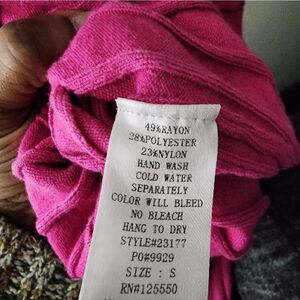 49%RAYON
28%POLYESTER
23%NYLON
HAND WASH
COLD WATER
SEPARATELY
COLOR WILL BLEED
NO BLEACH
HANG TO DRY
STYLE#23177
PO#9929
SIZE : S
RN#125550